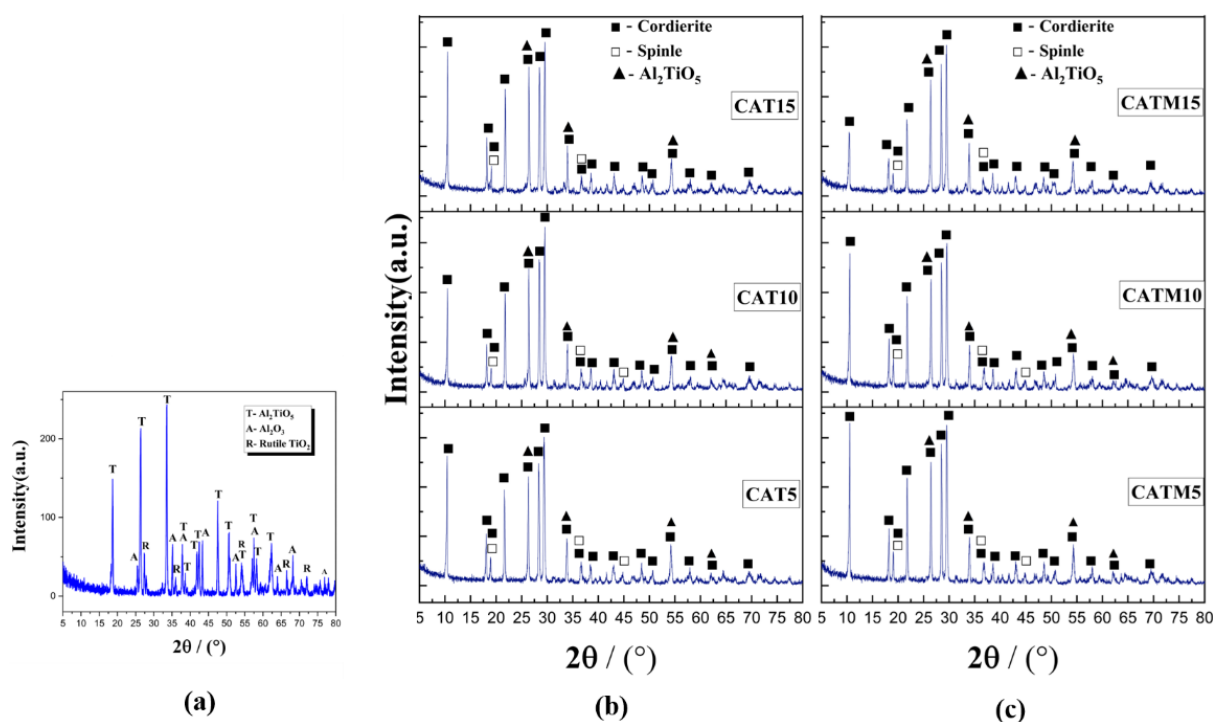 Intensity(a.u.)
200
100
0
T- Al₂TiO₅
A- Al₂O₃
R- Rutile TiO₂
T
T
T
A
R
A
R
T
A
T
T
T
A
T
T
A
R
T
T
A
T
T
A
R
A
R
A
5 10 15 20 25 30 35 40 45 50 55 60 65 70 75 80
2θ / (°)
(a)
Intensity(a.u.)
■ - Cordierite
□ - Spinle
▲ - Al₂TiO₅
CAT15
CAT10
CAT5
5 10 15 20 25 30 35 40 45 50 55 60 65 70 75 80
2θ / (°)
(b)
■ - Cordierite
□ - Spinle
▲ - Al₂TiO₅
CATM15
CATM10
CATM5
5 10 15 20 25 30 35 40 45 50 55 60 65 70 75 80
2θ / (°)
(c)